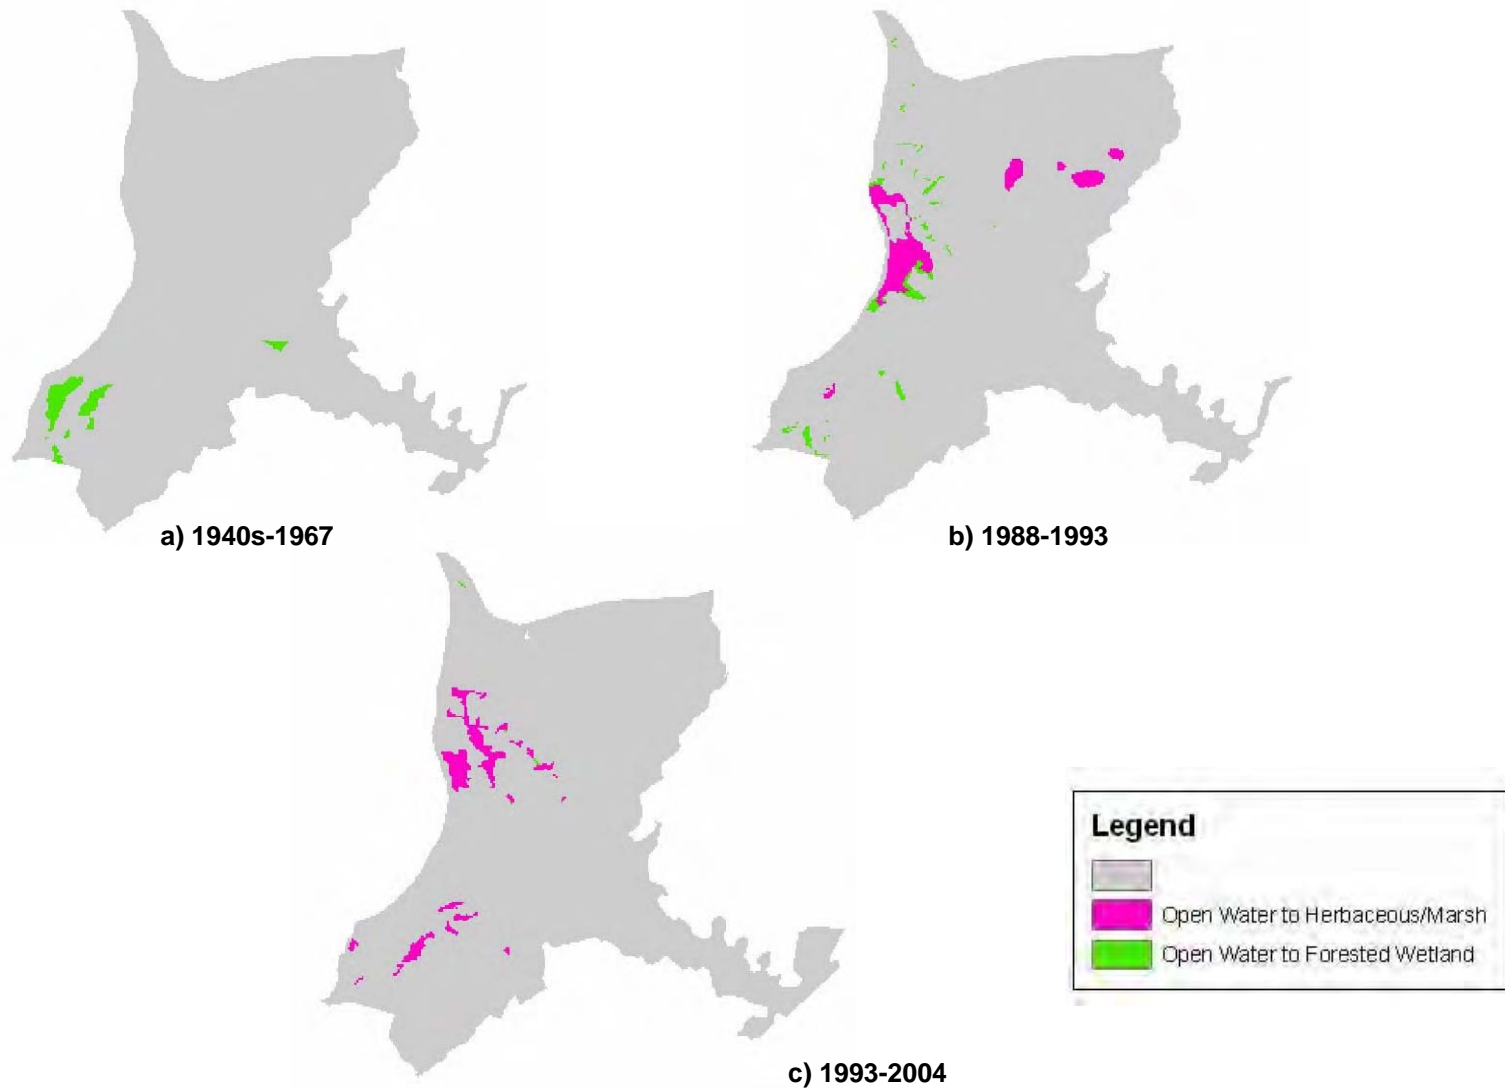 a) 1940s-1967
b) 1988-1993
c) 1993-2004
Legend
Open Water to Herbaceous/Marsh
Open Water to Forested Wetland